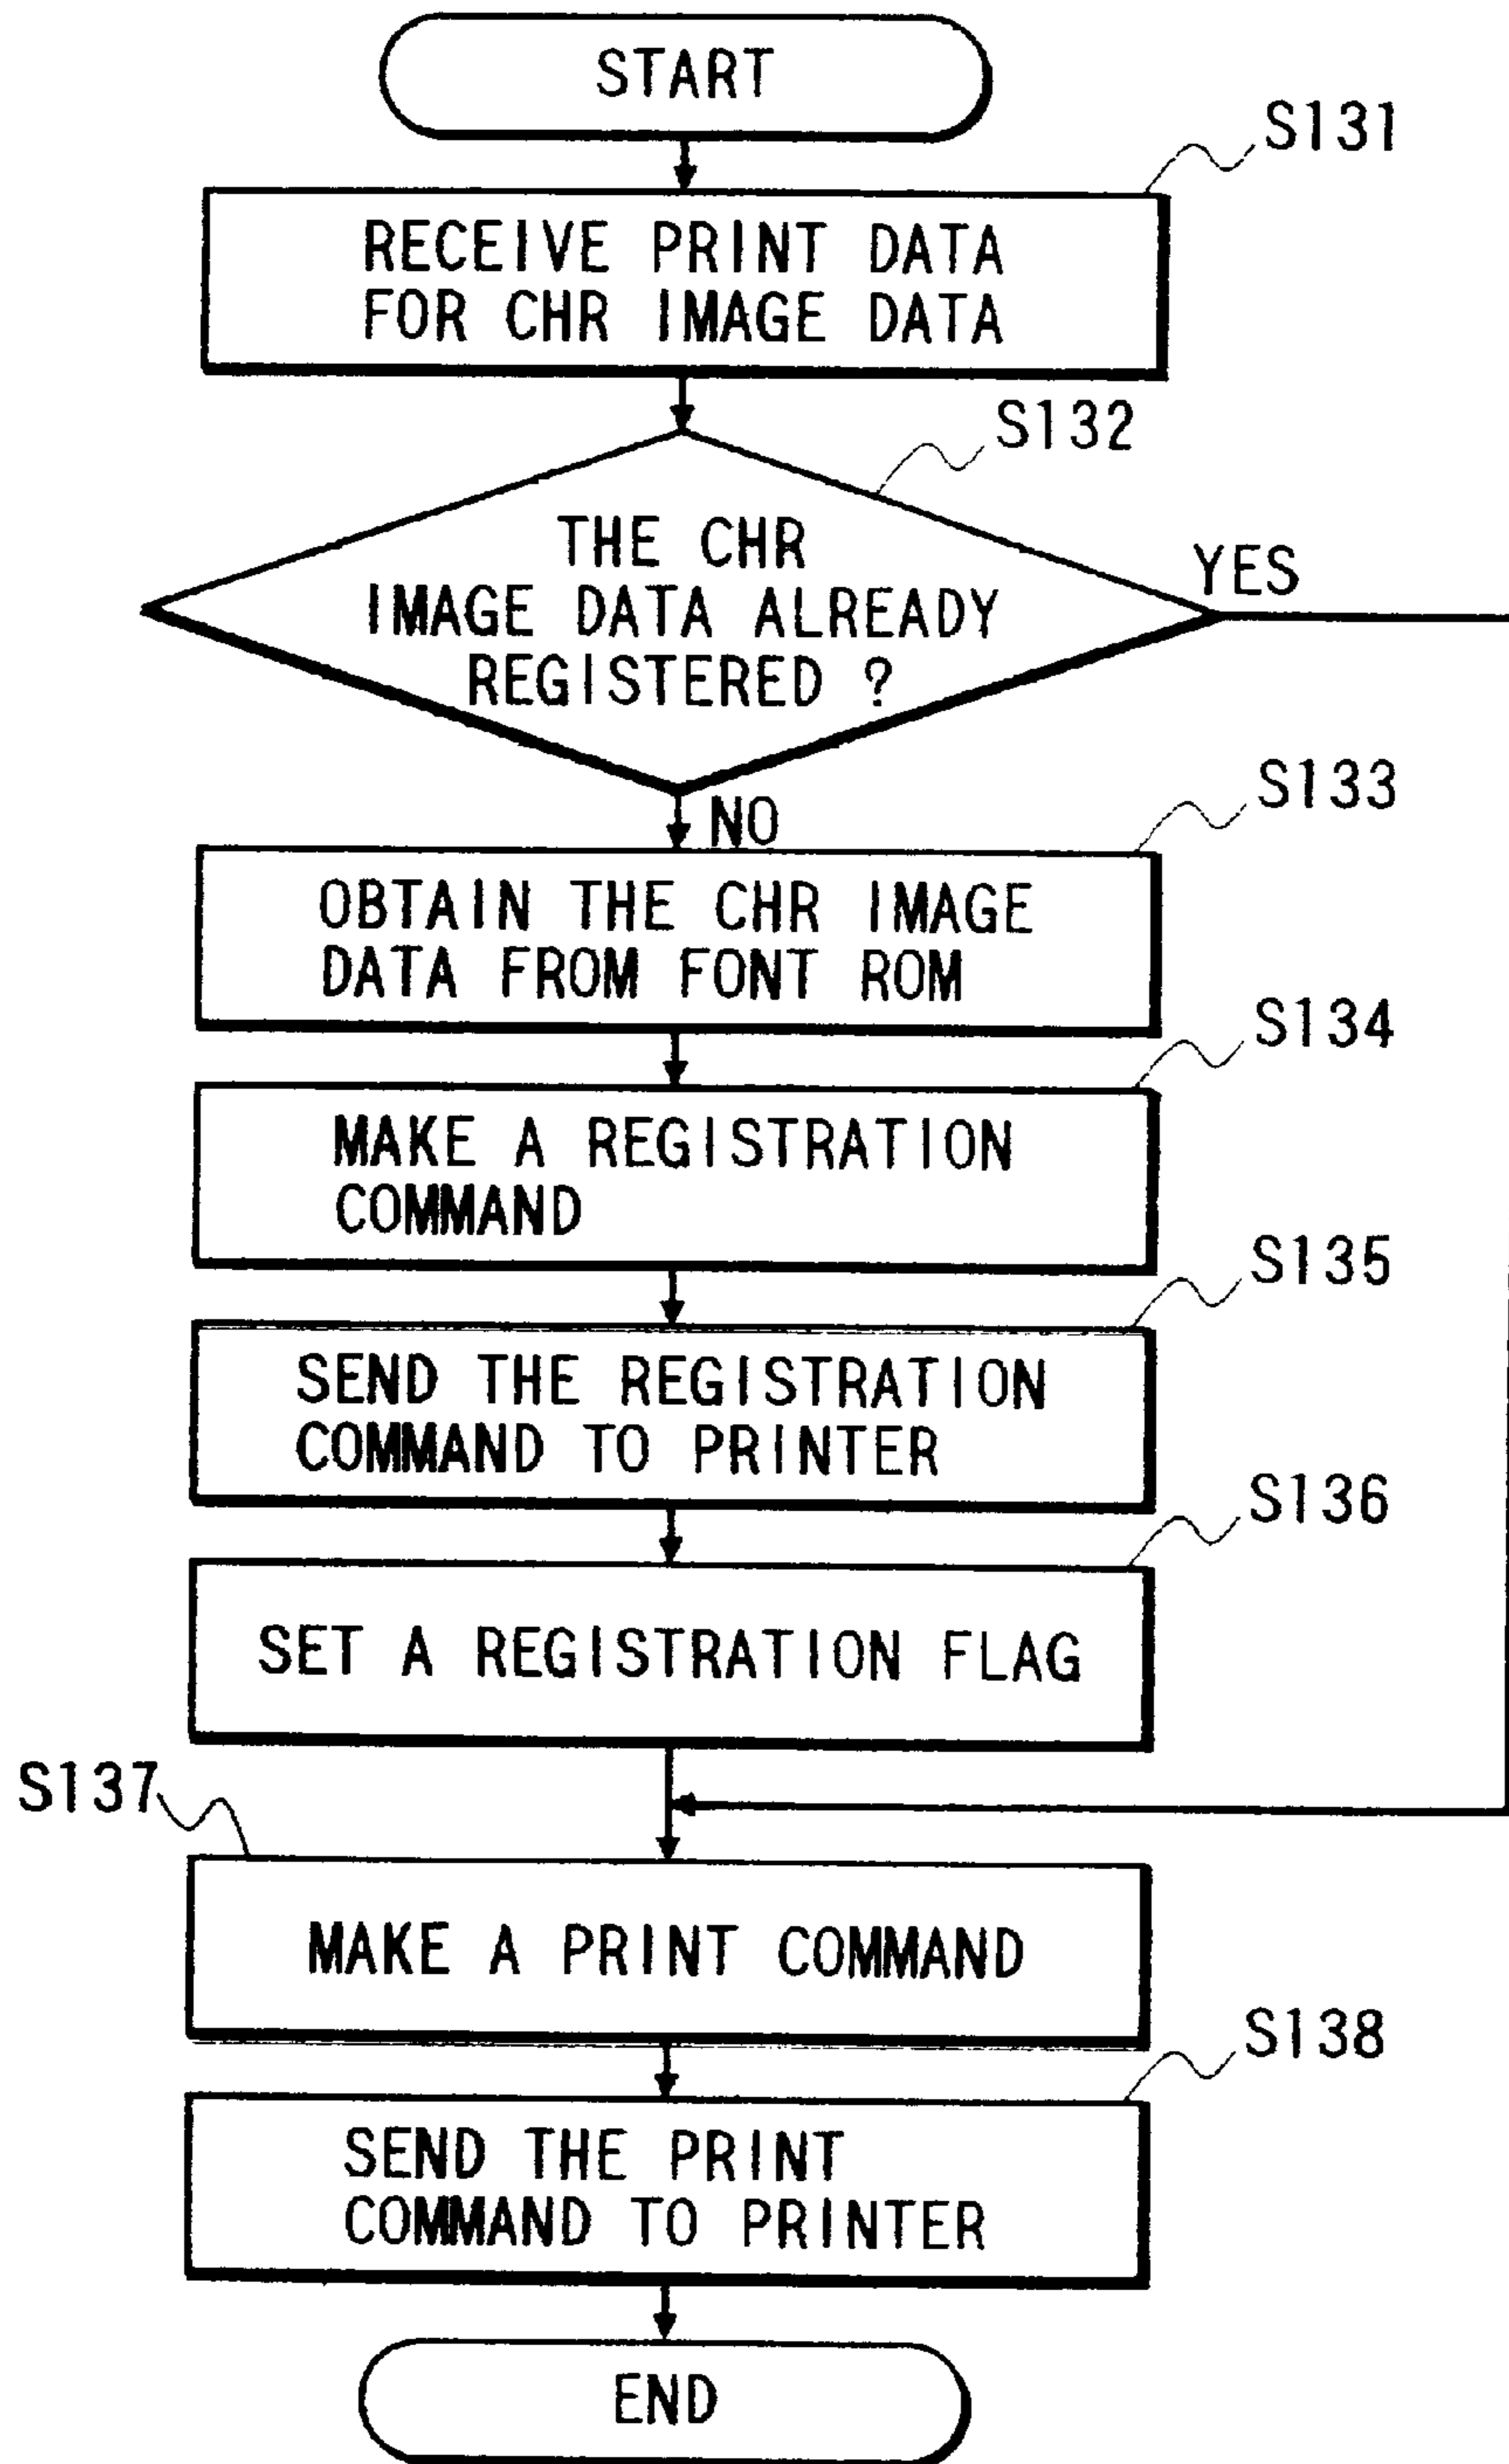 START
S131
RECEIVE PRINT DATA
FOR CHR IMAGE DATA
S132
THE CHR
IMAGE DATA ALREADY
REGISTERED ?
YES
NO
S133
OBTAIN THE CHR IMAGE
DATA FROM FONT ROM
S134
MAKE A REGISTRATION
COMMAND
S135
SEND THE REGISTRATION
COMMAND TO PRINTER
S136
SET A REGISTRATION FLAG
S137
MAKE A PRINT COMMAND
S138
SEND THE PRINT
COMMAND TO PRINTER
END